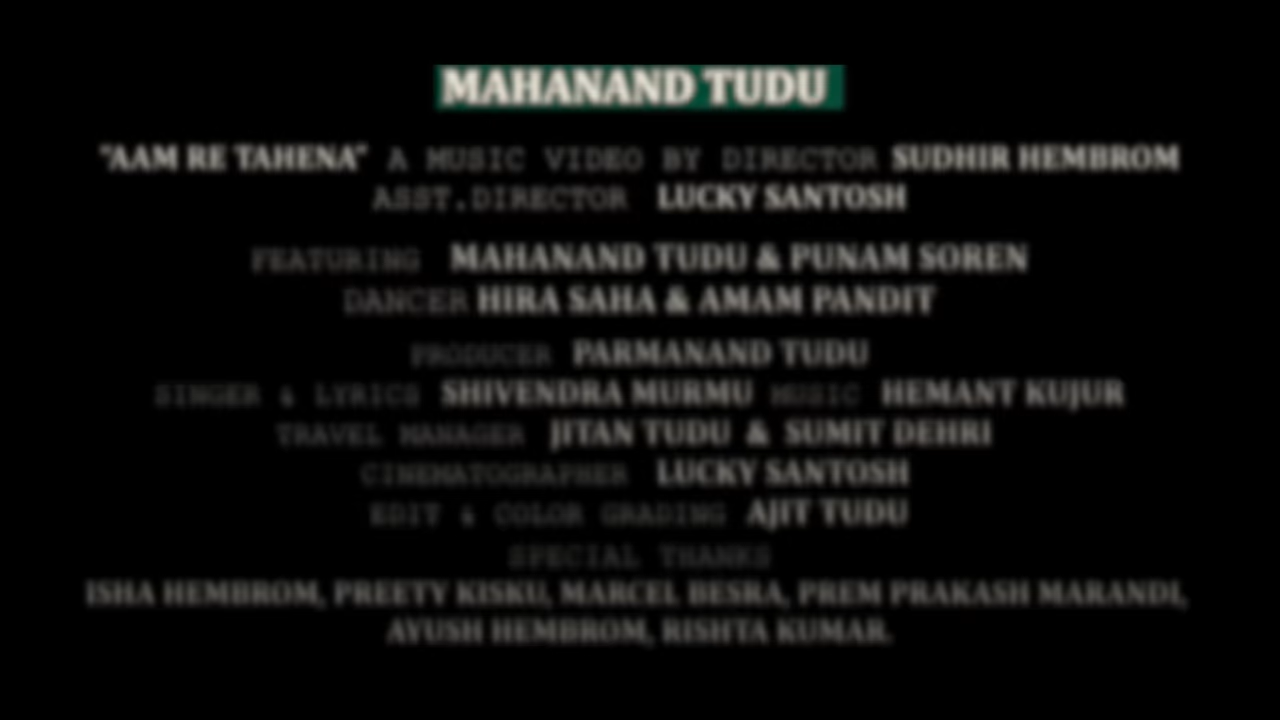 MAHANAND TUDU
"AAM RE TAHENA" A MUSIC VIDEO BY DIRECTOR SUDHIR HEMBROM
ASST.DIRECTOR LUCKY SANTOSH
FEATURING MAHANAND TUDU & PUNAM SOREN
DANCER HIRA SAHA & AMAM PANDIT
PRODUCER PARMANAND TUDU
SINGER & LYRICS SHIVENDRA MURMU MUSIC HEMANT KUJUR
TRAVEL MANAGER JITAN TUDU & SUMIT DEHRI
CINEMATOGRAPHER LUCKY SANTOSH
EDIT & COLOR GRADING AJIT TUDU
SPECIAL THANKS
ISHA HEMBROM, PREETY KISKU, MARCEL BESRA, PREM PRAKASH MARANDI,
AYUSH HEMBROM, RISHTA KUMAR.